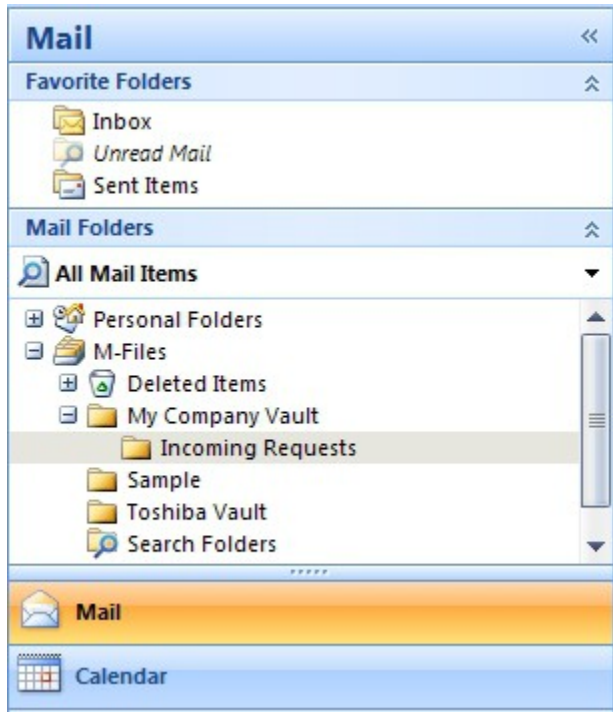 Mail
Favorite Folders
Inbox
Unread Mail
Sent Items
Mail Folders
All Mail Items
Personal Folders
M-Files
Deleted Items
My Company Vault
Incoming Requests
Sample
Toshiba Vault
Search Folders
Mail
Calendar